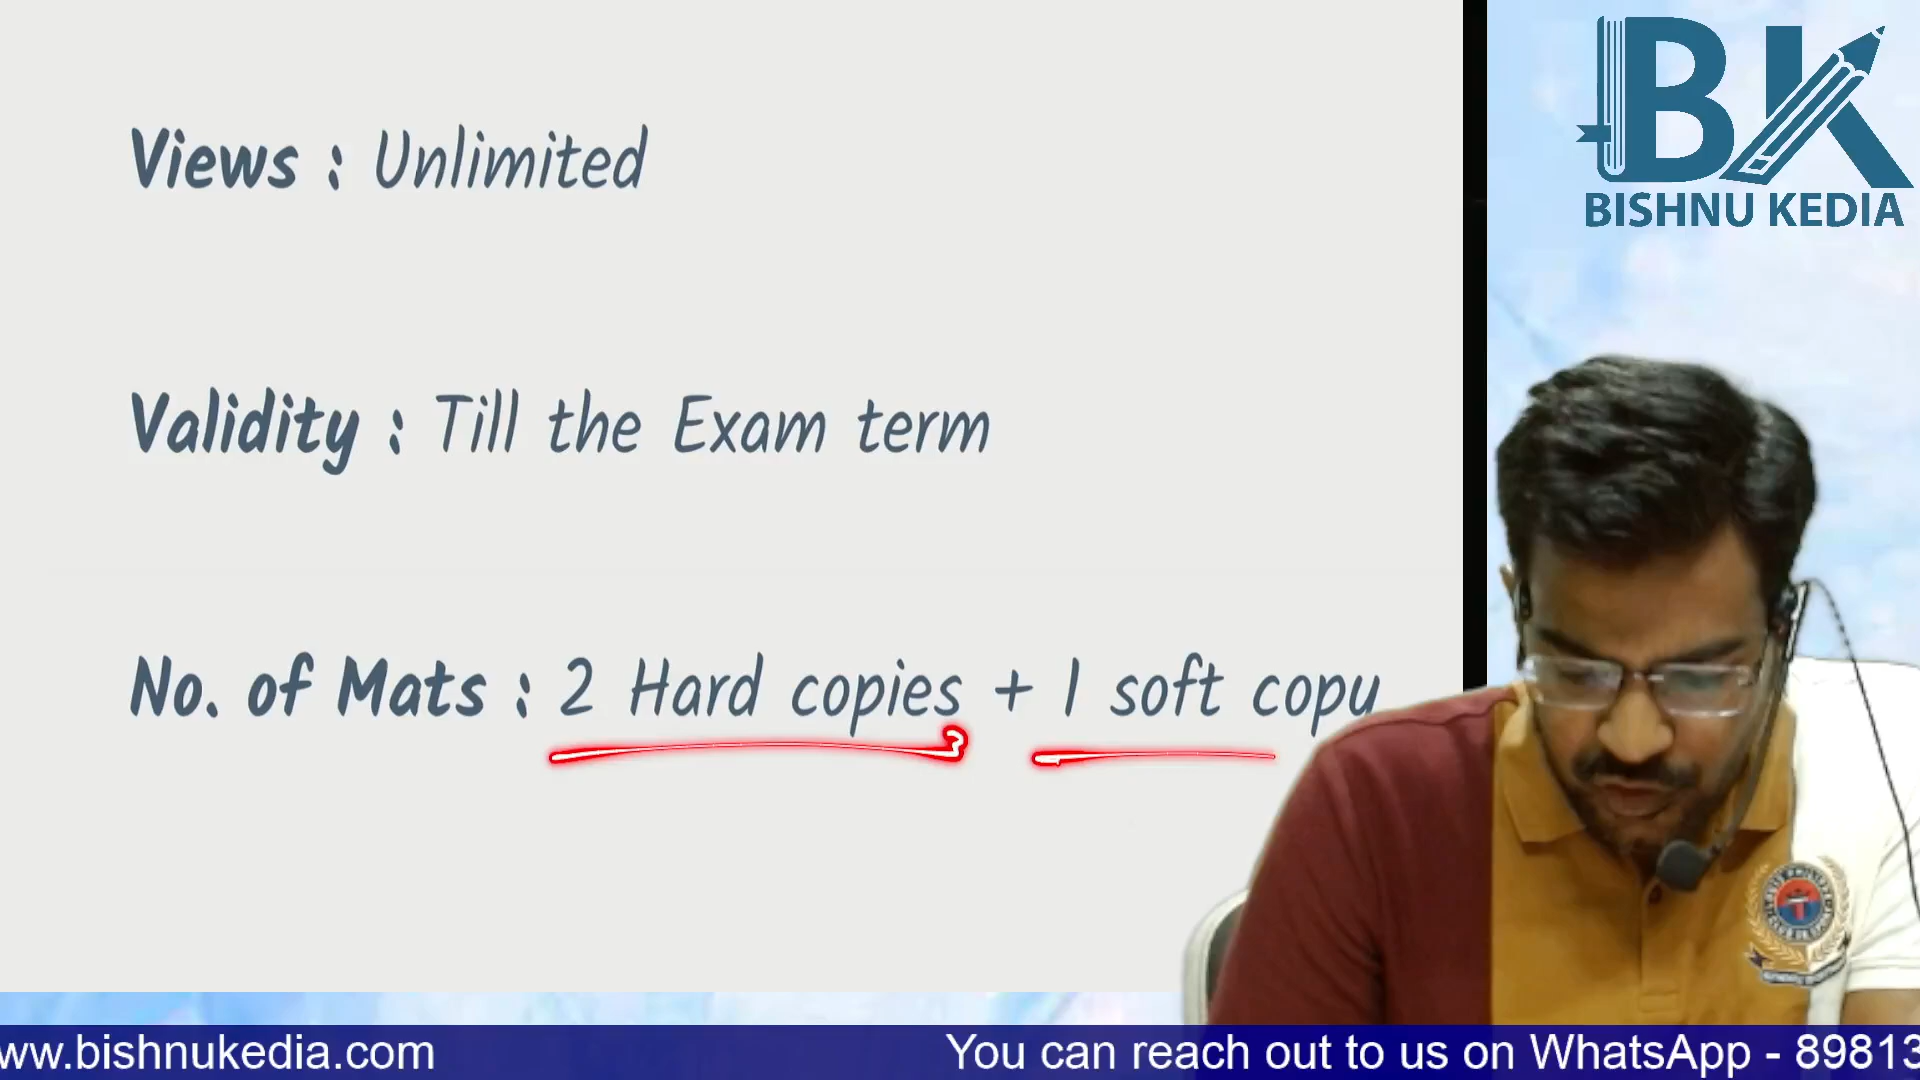 BK
BISHNU KEDIA
Views : Unlimited
Validity : Till the Exam term
No. of Mats : 2 Hard copies + 1 soft copy
ww.bishnukedia.com You can reach out to us on WhatsApp - 89813